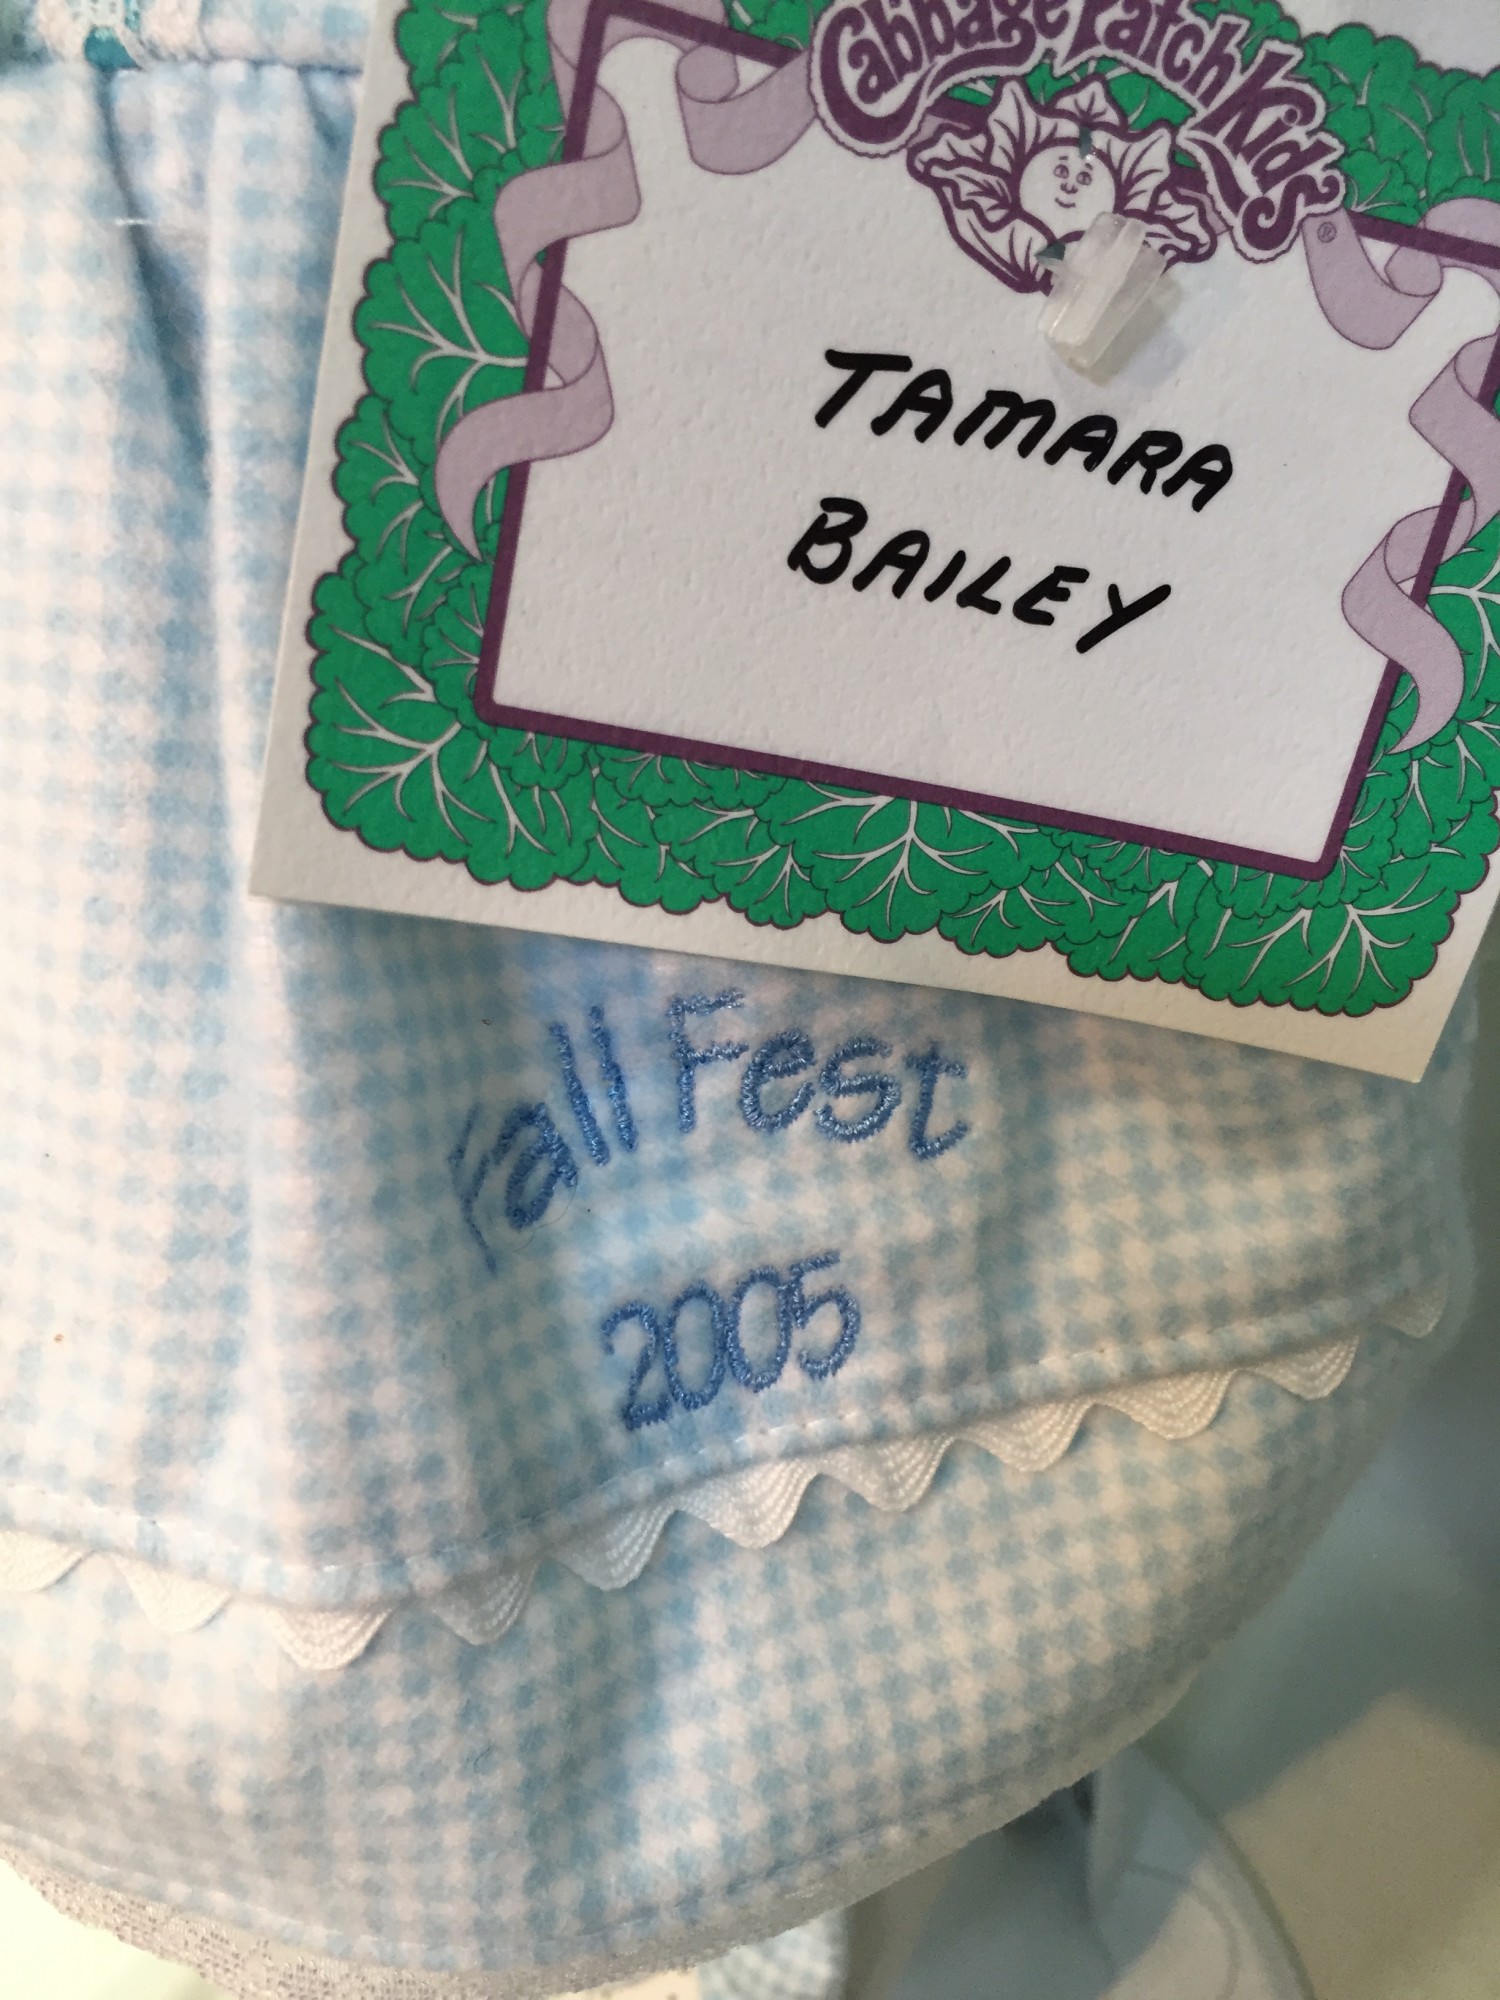 Cabbage Patch Kids
®
TAMARA
BAILEY
Fall Fest
2005